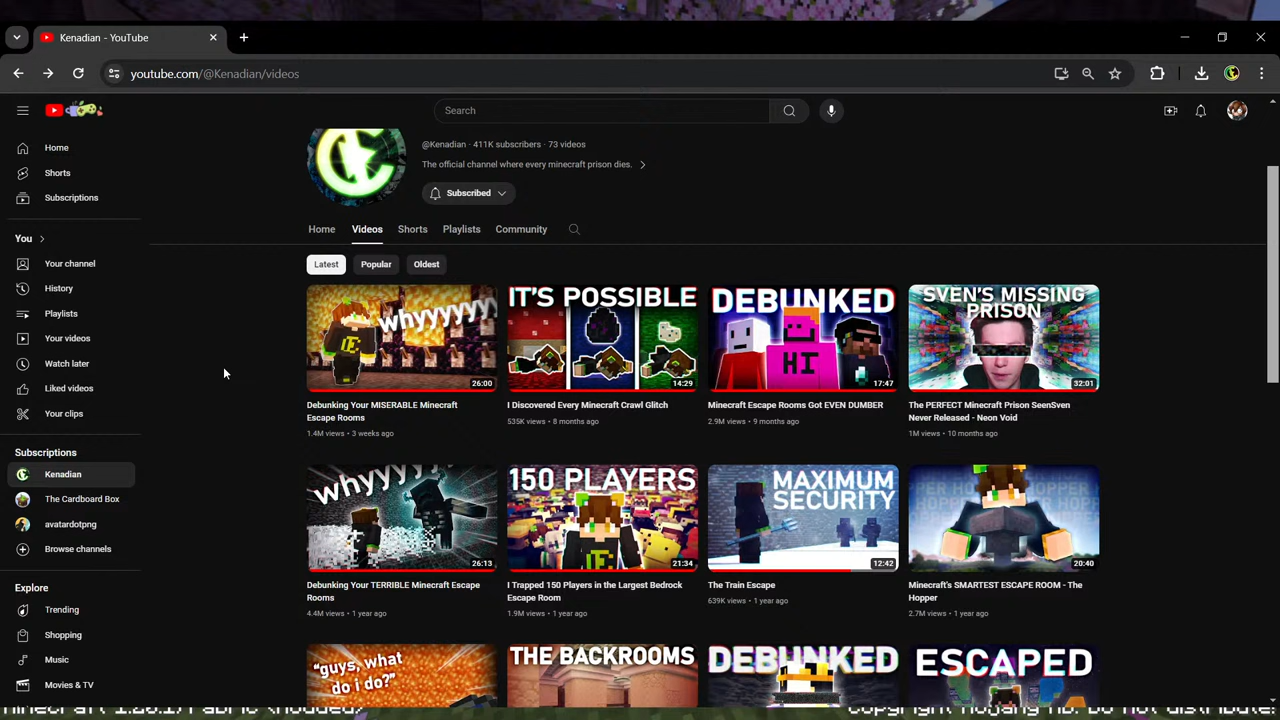 Kenadian - YouTube
youtube.com/@Kenadian/videos
Search
@Kenadian · 411K subscribers · 73 videos
The official channel where every minecraft prison dies.
Subscribed
Home
Shorts
Subscriptions
You
Your channel
History
Playlists
Your videos
Watch later
Liked videos
Your clips
Subscriptions
Kenadian
The Cardboard Box
avatardotpng
Browse channels
Explore
Trending
Shopping
Music
Movies & TV
Home Videos Shorts Playlists Community
Latest Popular Oldest
whyyyyy
26:00
Debunking Your MISERABLE Minecraft
Escape Rooms
1.4M views • 3 weeks ago
IT'S POSSIBLE
14:29
I Discovered Every Minecraft Crawl Glitch
535K views • 8 months ago
DEBUNKED
HI
17:47
Minecraft Escape Rooms Got EVEN DUMBER
2.9M views • 9 months ago
SVEN'S MISSING
PRISON
32:01
The PERFECT Minecraft Prison SeenSven
Never Released - Neon Void
1M views • 10 months ago
whyyyy
26:13
Debunking Your TERRIBLE Minecraft Escape
Rooms
4.4M views • 1 year ago
150 PLAYERS
21:34
I Trapped 150 Players in the Largest Bedrock
Escape Room
1.9M views • 1 year ago
MAXIMUM
SECURITY
12:42
The Train Escape
639K views • 1 year ago
20:40
Minecraft's SMARTEST ESCAPE ROOM - The
Hopper
2.7M views • 1 year ago
"guys, what
do i do?"
THE BACKROOMS
DEBUNKED
ESCAPED
Copyright Mojang AB. Do not distribute!